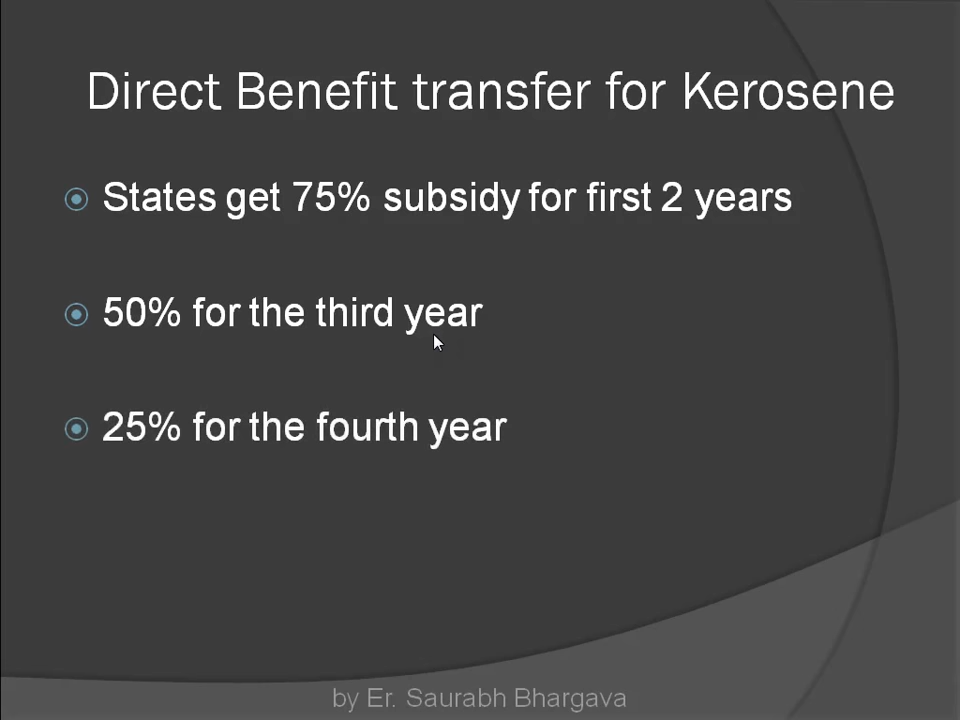 Direct Benefit transfer for Kerosene
States get 75% subsidy for first 2 years
50% for the third year
25% for the fourth year
by Er. Saurabh Bhargava